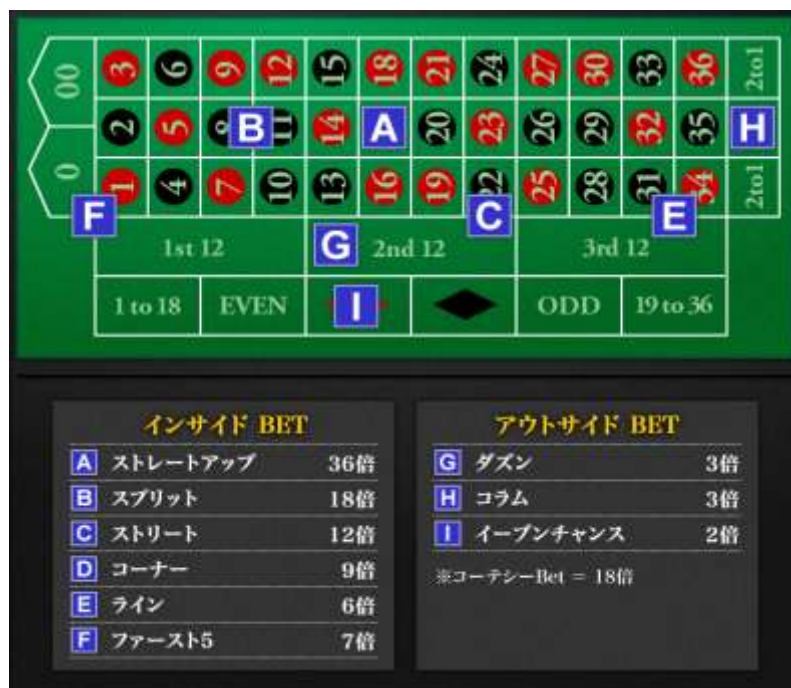 00 3 6 9 12 15 18 21 24 27 30 33 36 2to1
2 5 8 B 11 14 A 20 23 26 29 32 35 H
0 1 4 7 10 13 16 19 22 25 28 31 34 2to1
F C E
1st 12 G 2nd 12 3rd 12
1 to 18 EVEN I ODD 19 to 36
インサイド BET
A ストレートアップ 36倍
B スプリット 18倍
C ストリート 12倍
D コーナー 9倍
E ライン 6倍
F ファースト5 7倍
アウトサイド BET
G ダズン 3倍
H コラム 3倍
I イーブンチャンス 2倍
※コーテシーBet = 18倍